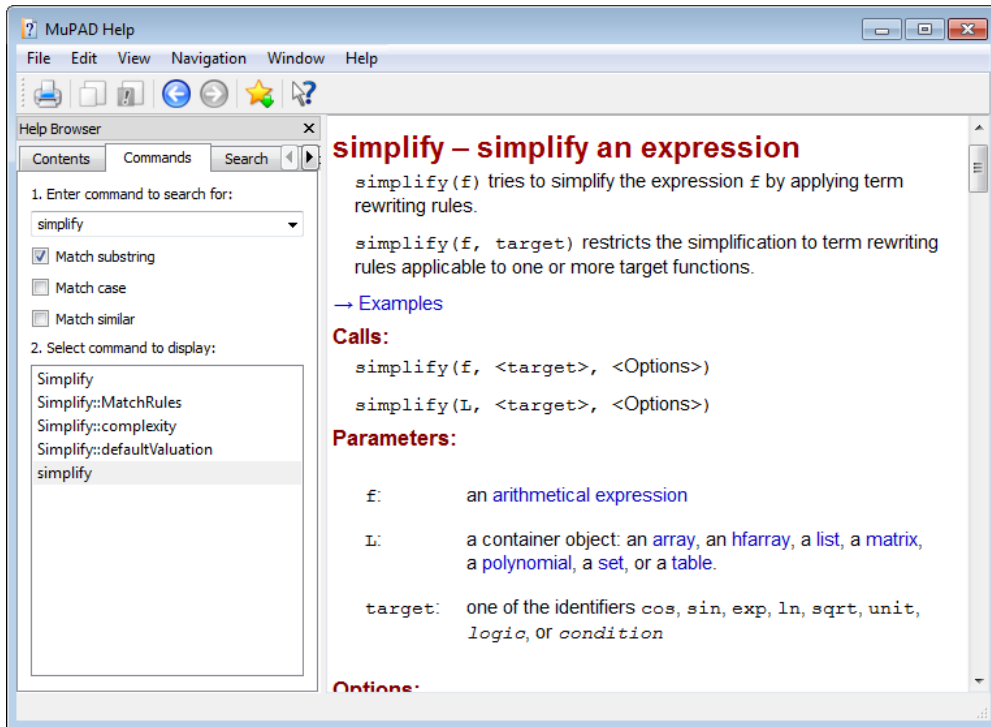 MuPAD Help
File Edit View Navigation Window Help
Help Browser
Contents Commands Search
1. Enter command to search for:
simplify
Match substring
Match case
Match similar
2. Select command to display:
Simplify
Simplify::MatchRules
Simplify::complexity
Simplify::defaultValuation
simplify
simplify – simplify an expression
simplify(f) tries to simplify the expression f by applying term
rewriting rules.
simplify(f, target) restricts the simplification to term rewriting
rules applicable to one or more target functions.
→ Examples
Calls:
simplify(f, <target>, <Options>)
simplify(L, <target>, <Options>)
Parameters:
f: an arithmetical expression
L: a container object: an array, an hfarray, a list, a matrix,
a polynomial, a set, or a table.
target: one of the identifiers cos, sin, exp, ln, sqrt, unit,
logic, or condition
Options: